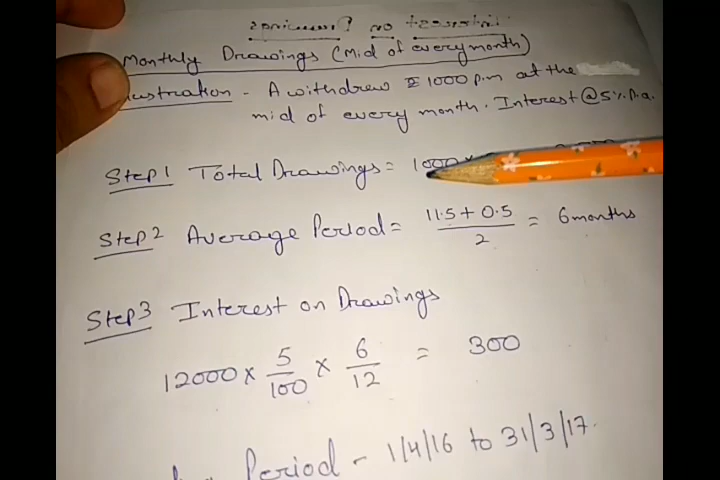 Monthly Drawings (Mid of every month)
- A withdrew ₹ 1000 p.m at the
mid of every month. Interest @ 5% p.a.
Step 1 Total Drawings = 1000 ×
Step 2 Average Period = 11.5 + 0.5 / 2 = 6 months
Step 3 Interest on Drawings
12000 × 5/100 × 6/12 = 300
Period - 1/4/16 to 31/3/17.